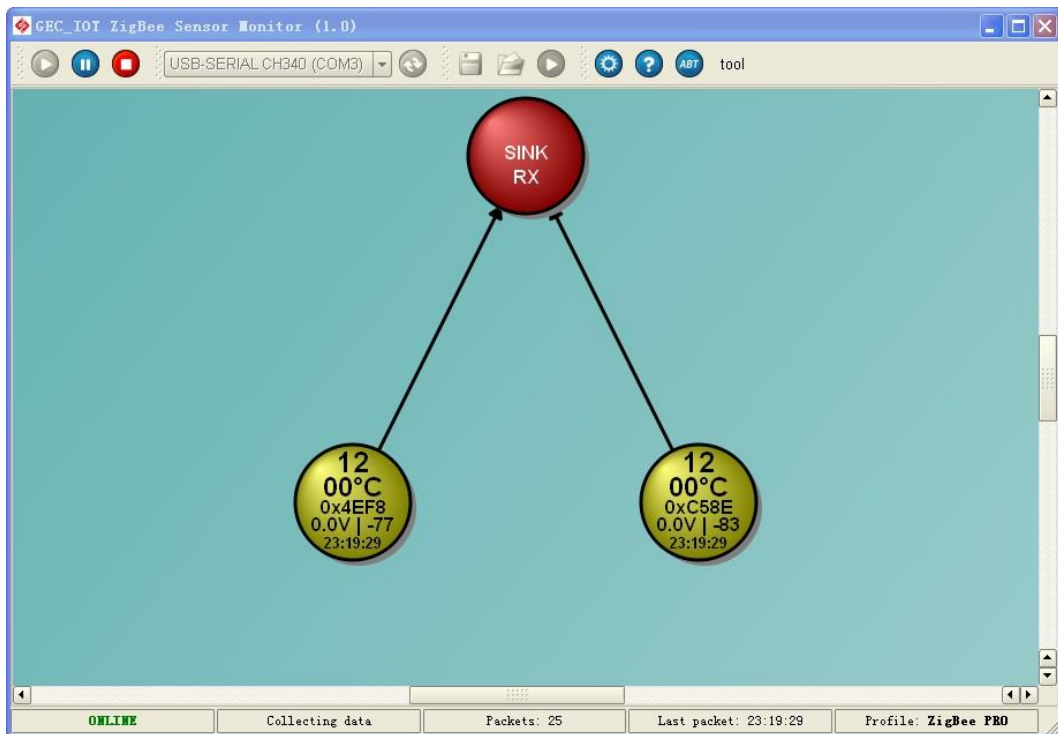 GEC_IOT ZigBee Sensor Monitor (1.0)
USB-SERIAL CH340 (COM3)
? ABT tool
SINK
RX
12
00°C
0x4EF8
0.0V | -77
23:19:29
12
00°C
0xC58E
0.0V | -83
23:19:29
ONLINE Collecting data Packets: 25 Last packet: 23:19:29 Profile: ZigBee PRO